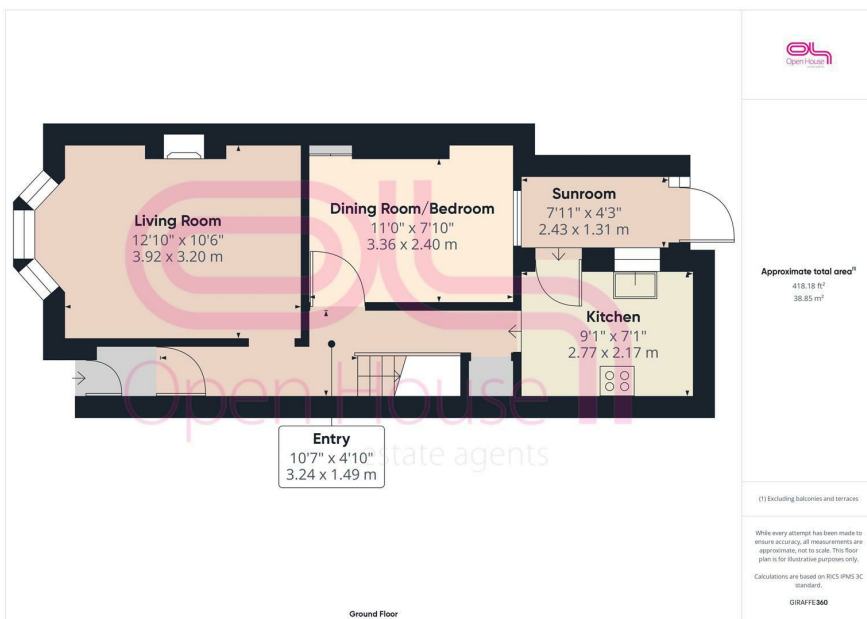 Open House
Living Room
12'10" x 10'6"
3.92 x 3.20 m
Dining Room/Bedroom
11'0" x 7'10"
3.36 x 2.40 m
Sunroom
7'11" x 4'3"
2.43 x 1.31 m
Kitchen
9'1" x 7'1"
2.77 x 2.17 m
Entry
10'7" x 4'10"
3.24 x 1.49 m
Open House
estate agents
Ground Floor
Approximate total area⁽¹⁾
418.18 ft²
38.85 m²
(1) Excluding balconies and terraces
While every attempt has been made to
ensure accuracy, all measurements are
approximate, not to scale. This floor
plan is for illustrative purposes only.
Calculations are based on RICS IPMS 3C
standard.
GIRAFFE360